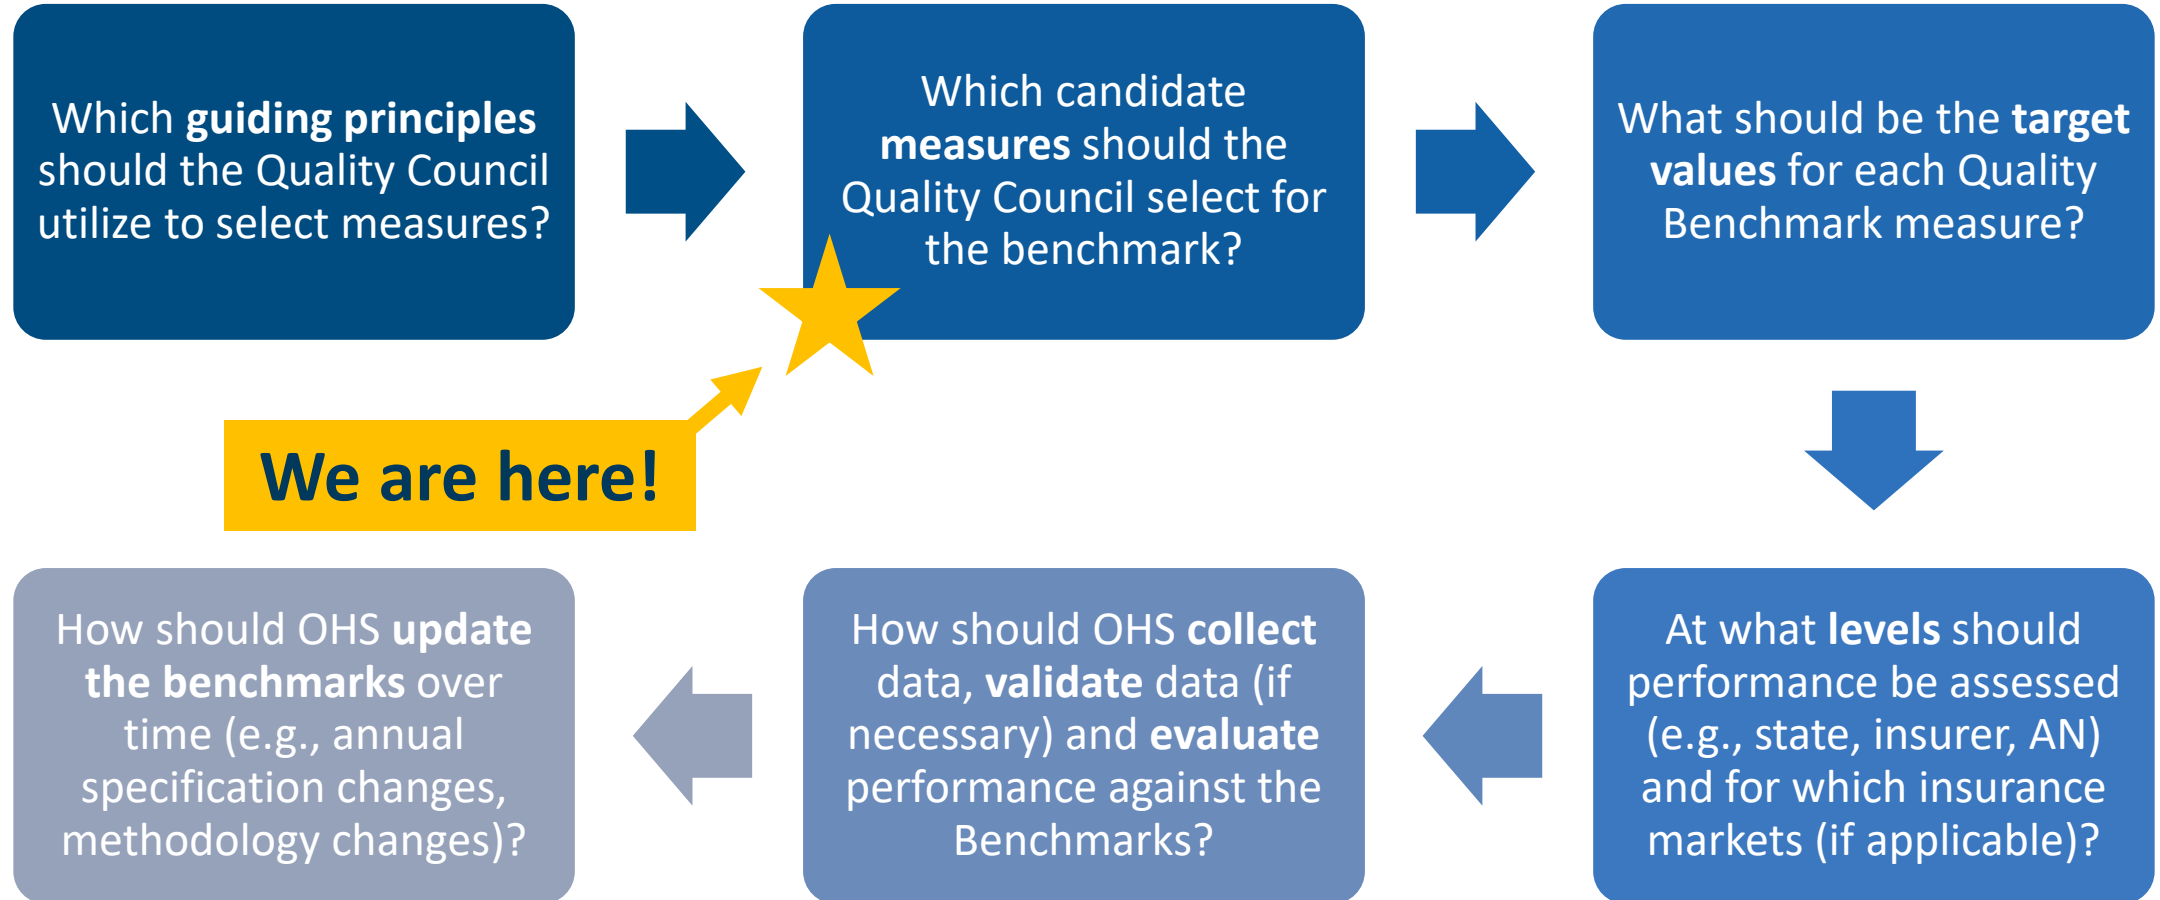 Which guiding principles
should the Quality Council
utilize to select measures?
Which candidate
measures should the
Quality Council select for
the benchmark?
What should be the target
values for each Quality
Benchmark measure?
We are here!
At what levels should
performance be assessed
(e.g., state, insurer, AN)
and for which insurance
markets (if applicable)?
How should OHS collect
data, validate data (if
necessary) and evaluate
performance against the
Benchmarks?
How should OHS update
the benchmarks over
time (e.g., annual
specification changes,
methodology changes)?